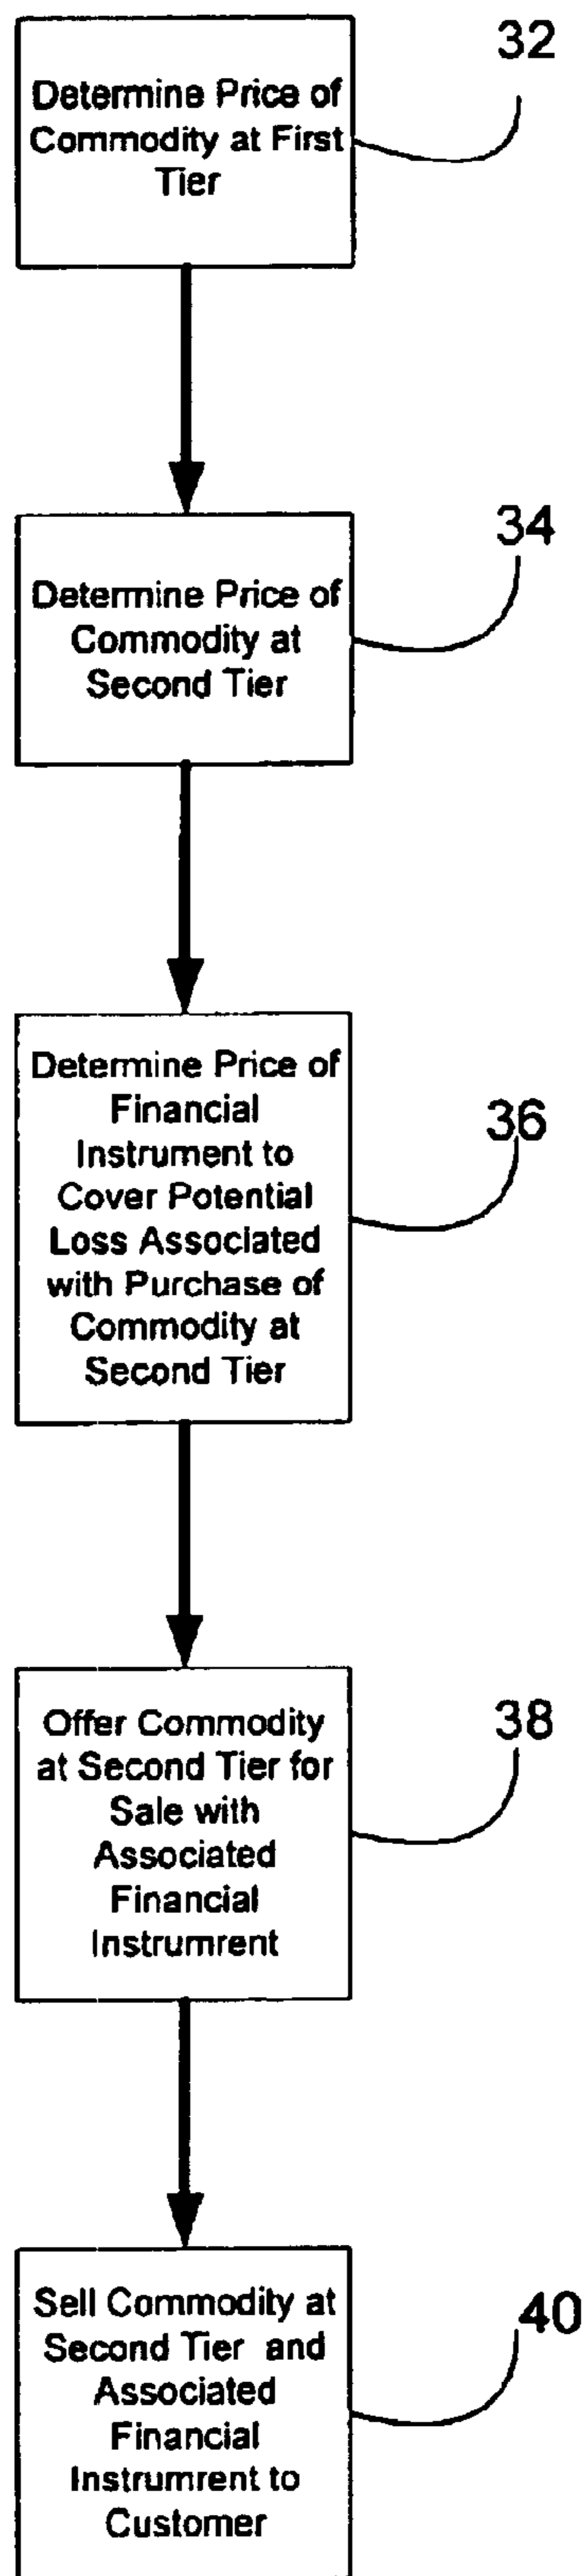 32
Determine Price of
Commodity at First
Tier
34
Determine Price of
Commodity at
Second Tier
Determine Price of
Financial
Instrument to
Cover Potential
Loss Associated
with Purchase of
Commodity at
Second Tier
36
Offer Commodity
at Second Tier for
Sale with
Associated
Financial
Instrumrent
38
Sell Commodity at
Second Tier and
Associated
Financial
Instrumrent to
Customer
40